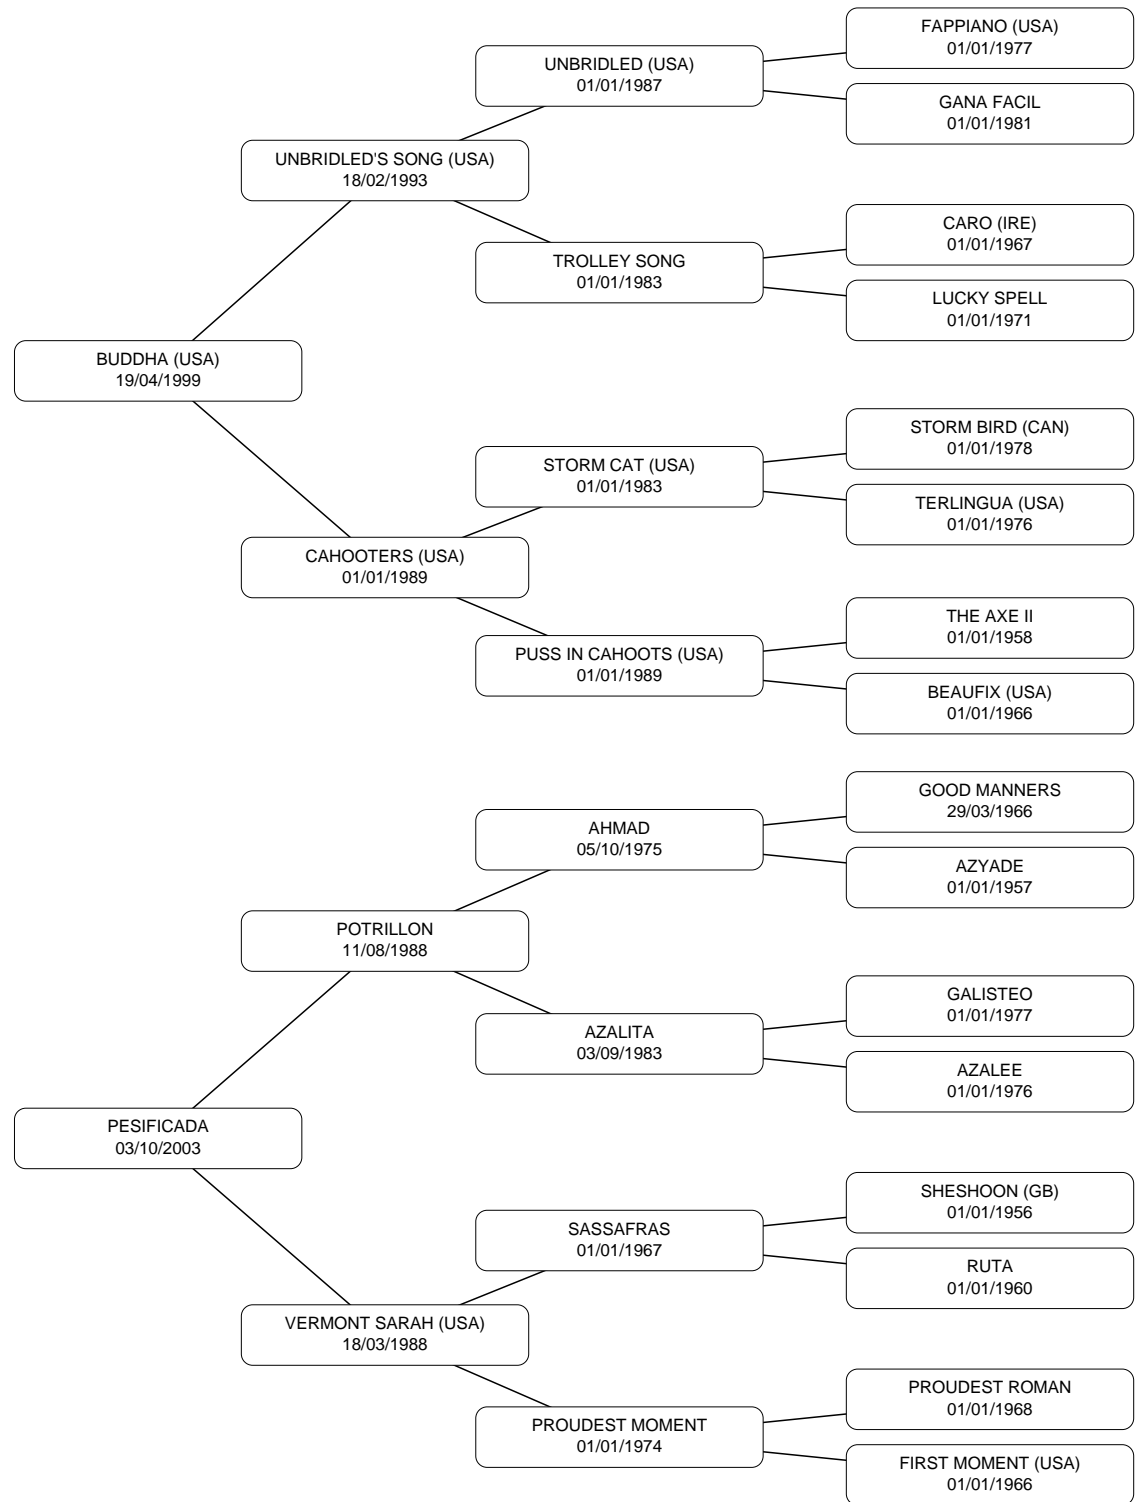 FAPPIANO (USA)
01/01/1977
UNBRIDLED (USA)
01/01/1987
GANA FACIL
01/01/1981
UNBRIDLED'S SONG (USA)
18/02/1993
CARO (IRE)
01/01/1967
TROLLEY SONG
01/01/1983
LUCKY SPELL
01/01/1971
BUDDHA (USA)
19/04/1999
STORM BIRD (CAN)
01/01/1978
STORM CAT (USA)
01/01/1983
TERLINGUA (USA)
01/01/1976
CAHOOTERS (USA)
01/01/1989
THE AXE II
01/01/1958
PUSS IN CAHOOTS (USA)
01/01/1989
BEAUFIX (USA)
01/01/1966
GOOD MANNERS
29/03/1966
AHMAD
05/10/1975
AZYADE
01/01/1957
POTRILLON
11/08/1988
GALISTEO
01/01/1977
AZALITA
03/09/1983
AZALEE
01/01/1976
PESIFICADA
03/10/2003
SHESHOON (GB)
01/01/1956
SASSAFRAS
01/01/1967
RUTA
01/01/1960
VERMONT SARAH (USA)
18/03/1988
PROUDEST ROMAN
01/01/1968
PROUDEST MOMENT
01/01/1974
FIRST MOMENT (USA)
01/01/1966